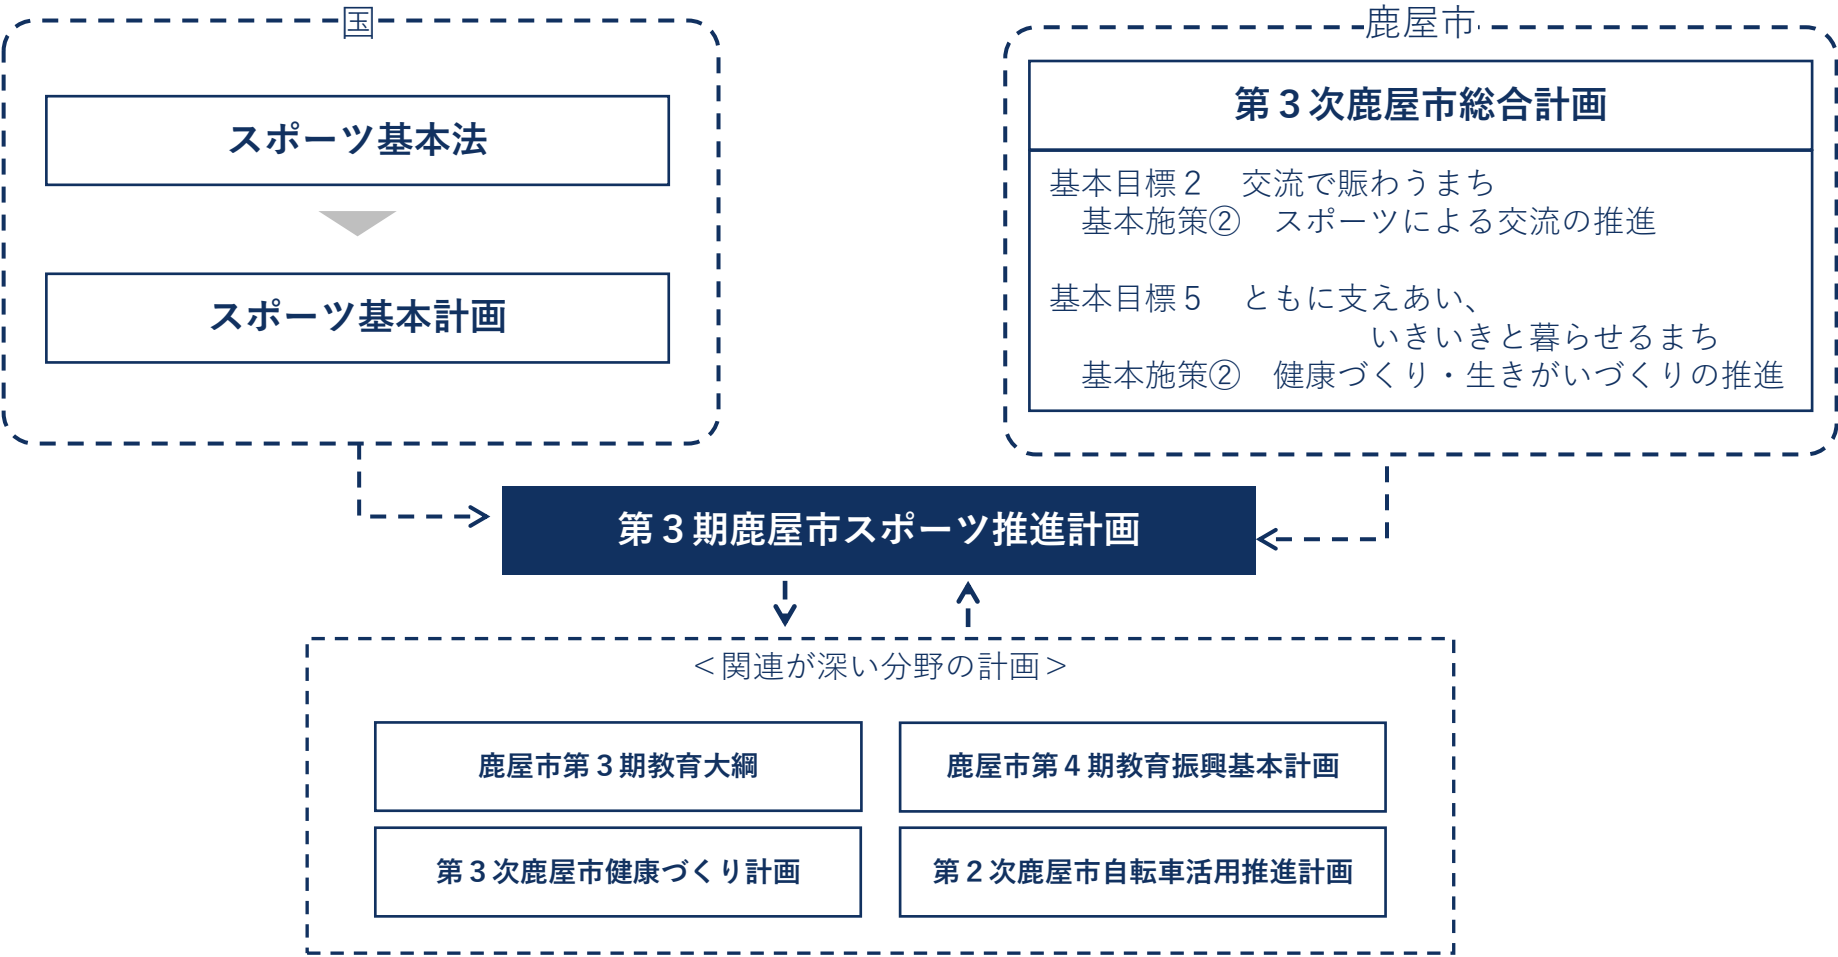 国
スポーツ基本法
スポーツ基本計画
鹿屋市
第３次鹿屋市総合計画
基本目標２　交流で賑わうまち
基本施策②　スポーツによる交流の推進
基本目標５　ともに支えあい、
いきいきと暮らせるまち
基本施策②　健康づくり・生きがいづくりの推進
第３期鹿屋市スポーツ推進計画
＜関連が深い分野の計画＞
鹿屋市第３期教育大綱
鹿屋市第４期教育振興基本計画
第３次鹿屋市健康づくり計画
第２次鹿屋市自転車活用推進計画